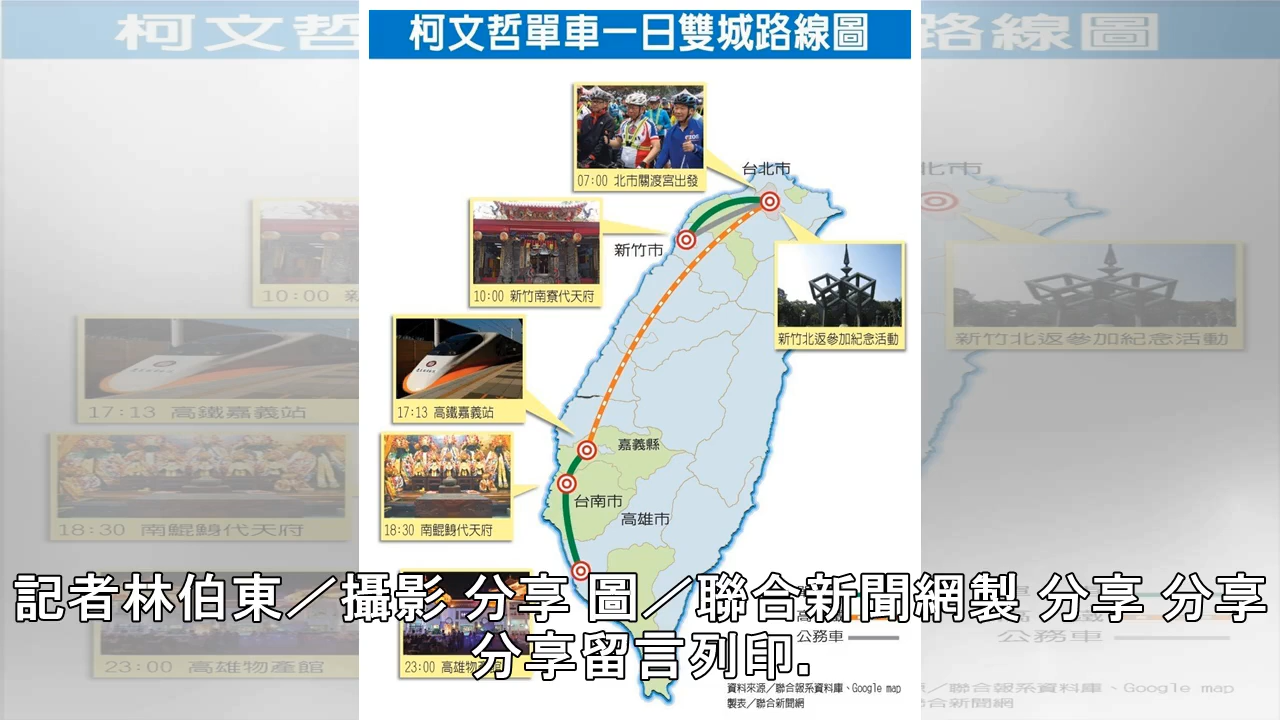 柯文哲單車一日雙城路線圖
台北市
07:00 北市關渡宮出發
新竹市
10:00 新竹南寮代天府
新竹北返參加紀念活動
17:13 高鐵嘉義站
嘉義縣
台南市
高雄市
18:30 南鯤鯓代天府
記者林伯東／攝影 分享 圖／聯合新聞網製 分享 分享
分享留言列印.
公務車
23:00 高雄物產館
資料來源／聯合報系資料庫、Google map
製表／聯合新聞網